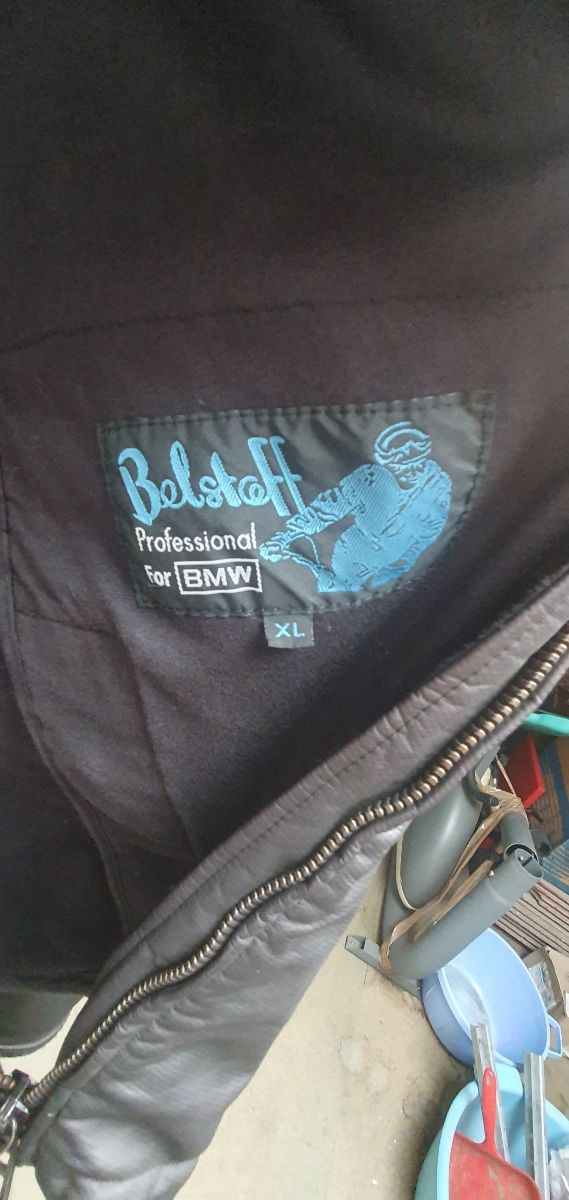 Belstaff
Professional
For BMW
XL